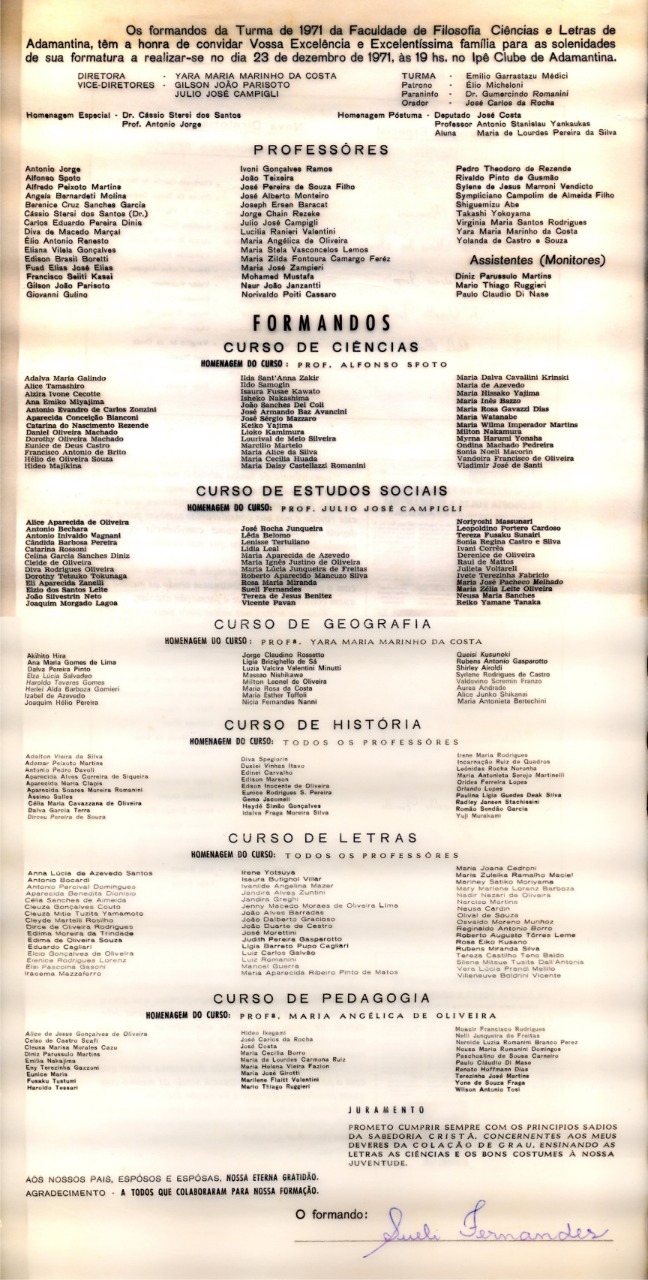 Os formandos da Turma de 1971 da Faculdade de Filosofia Ciências e Letras de
Adamantina, têm a honra de convidar Vossa Excelência e Excelentíssima família para as solenidades
de sua formatura a realizar-se no dia 23 de dezembro de 1971, às 19 hs. no Ipê Clube de Adamantina.
DIRETORA - YARA MARIA MARINHO DA COSTA
VICE-DIRETORES - GILSON JOÃO PARISOTO
JULIO JOSÉ CAMPIGLI
TURMA - Emílio Garrastazu Médici
Patrono - Élio Micheloni
Paraninfo - Dr. Gumercindo Romanini
Orador - José Carlos da Rocha
Homenagem Especial - Dr. Cássio Stersi dos Santos
Prof. Antonio Jorge
Homenagem Póstuma - Deputado José Costa
Professor Antonio Stanislau Yankaukas
Aluna Maria de Lourdes Pereira da Silva
PROFESSÔRES
Antonio Jorge
Alfonso Spoto
Alfredo Peixoto Martins
Angela Bernardeti Molina
Berenice Cruz Sanches Garcia
Cássio Stersi dos Santos (Dr.)
Carlos Eduardo Pereira Dinis
Diva de Macedo Marçal
Élio Antonio Renesto
Eliana Vilela Gonçalves
Edison Brasil Boretti
Fuad Elias José Elias
Francisco Seiiti Kasai
Gilson João Parisoto
Giovanni Gulino
Ivoni Gonçalves Ramos
João Teixeira
José Pereira de Souza Filho
José Alberto Monteiro
Joseph Ersen Baracat
Jorge Chain Rezeke
Julio José Campigli
Lucilia Ranieri Valentini
Maria Angélica de Oliveira
Maria Stela Vasconcelos Lemos
Maria Zilda Fontoura Camargo Feréz
Maria José Zampieri
Mohamed Mustafa
Naur João Janzantti
Norivaldo Poiti Cassaro
Pedro Theodoro de Rezende
Rivaldo Pinto de Gusmão
Sylene de Jesus Marroni Vendicto
Sympliciano Campolim de Almeida Filho
Shiguemizu Abe
Takashi Yokoyama
Virginia Maria Santos Rodrigues
Yara Maria Marinho da Costa
Yolanda de Castro e Souza
Assistentes (Monitores)
Diniz Parussulo Martins
Mario Thiago Ruggieri
Paulo Claudio Di Nase
FORMANDOS
CURSO DE CIÊNCIAS
HOMENAGEM DO CURSO: PROF. ALFONSO SPOTO
Adalva Maria Galindo
Alice Tamashiro
Alzira Ivone Cecotte
Ana Emiko Miyajima
Antonio Evandro de Carlos Zonzini
Aparecida Conceição Bianconi
Catarina do Nascimento Rezende
Daniel Oliveira Machado
Dorothy Oliveira Machado
Eunice de Deus Castro
Francisco Antonio de Brito
Hélio de Oliveira Souza
Hideo Majikina
Ilda Sant'Anna Zakir
Ildo Samogin
Isaura Fusae Kawato
Isheko Nakashima
João Sanches Del Coli
José Armando Baz Avancini
José Sérgio Mazzaro
Keiko Yajima
Lioko Kamimura
Lourival de Melo Silveira
Marcilio Martelo
Maria Alice da Silva
Maria Cecilia Huada
Maria Daisy Castellazzi Romanini
Maria Dalva Cavallini Krinski
Maria de Azevedo
Maria Hissako Yajima
Maria Inês Bazzo
Maria Rosa Gavazzi Dias
Maria Watanabe
Maria Wilma Imperador Martins
Milton Nakamura
Myrna Harumi Yonaha
Ondina Machado Pedreira
Sonia Noeli Macorin
Vandoira Francisco de Oliveira
Vladimir José de Santi
CURSO DE ESTUDOS SOCIAIS
HOMENAGEM DO CURSO: PROF. JULIO JOSÉ CAMPIGLI
Alice Aparecida de Oliveira
Antonio Bechara
Antonio Inivaldo Vagnani
Cândida Barbosa Pereira
Catarina Rossoni
Celina Garcia Sanches Diniz
Cleide de Oliveira
Diva Rodrigues Oliveira
Dorothy Tetsuko Tokunaga
Eli Aparecida Zanelli
Elzio dos Santos Leite
João Silvestrin Neto
Joaquim Morgado Lagoa
José Rocha Junqueira
Lêda Belomo
Lenisse Tertuliano
Lidia Leal
Maria Aparecida de Azevedo
Maria Ignês Justino de Oliveira
Maria Lúcia Junqueira de Freitas
Roberto Aparecido Mancuzo Silva
Rosa Maria Miranda
Sueli Fernandes
Tereza de Jesus Benitez
Vicente Pavan
Noriyoshi Massunari
Leopoldino Portero Cardoso
Tereza Fusaku Sunairi
Sonia Regina Castro e Silva
Ivani Corrêa
Derenice de Oliveira
Raul de Mattos
Julieta Voltarell
Ivete Terezinha Fabricio
Maria José Pacheco Melhado
Maria Zélia Leite Oliveira
Neusa Maria Sanches
Reiko Yamane Tanaka
CURSO DE GEOGRAFIA
HOMENAGEM DO CURSO: PROFª. YARA MARIA MARINHO DA COSTA
Akihito Hira
Ana Maria Gomes de Lima
Dalva Pereira Pinto
Elza Lúcia Salvadeo
Haroldo Tavares Gomes
Herlei Alda Barboza Gomieri
Izabel de Azevedo
Joaquim Hélio Pereira
Jorge Claudino Rossetto
Ligia Brizighello de Sá
Luzia Valcira Valentini Minutti
Massao Nishikawa
Milton Leonel de Oliveira
Maria Rosa da Costa
Maria Esther Toffoli
Nicia Fernandes Nanni
Queisi Kusunoki
Rubens Antonio Gasparotto
Shirley Airoldi
Sylene Rodrigues de Castro
Valdevino Scremin Franzo
Aurea Andrade
Alice Junko Shikanai
Maria Antonieta Bertechini
CURSO DE HISTÓRIA
HOMENAGEM DO CURSO: TODOS OS PROFESSÔRES
Adailton Vieira da Silva
Ademar Peixoto Martins
Antonio Pedro Davoli
Aparecida Alves Correira de Siqueira
Aparecida Maria Clapis
Aparecida Soares Moreira Romanini
Assimo Salles
Célia Maria Cavazzana de Oliveira
Dalva Garcia Terra
Dirceu Pereira de Souza
Diva Spegiorin
Duxtei Vinhas Itavo
Edinei Carvalho
Edison Marson
Edison Inocente de Oliveira
Eunice Rodrigues S. Pereira
Gema Jacomeli
Haydé Simão Gonçalves
Idalva Fraga Moreira Silva
Irene Maria Rodrigues
Incarnação Ruiz de Quadros
Leônidas Rocha Noronha
Maria Antonieta Serejo Martinelli
Orides Ferreira Lopes
Orlando Lopes
Paulina Ligia Guedes Deak Silva
Radley Jansen Stachissini
Romão Sendão Garcia
Yuji Murakami
CURSO DE LETRAS
HOMENAGEM DO CURSO: TODOS OS PROFESSÔRES
Anna Lúcia de Azevedo Santos
Antonio Bocardi
Antonio Percival Domingues
Aparecida Benedita Dionisio
Célia Sanches de Almeida
Cleuza Gonçalves Couto
Cleuza Mitie Tuzita Yamamoto
Cleyde Martelli Rosilho
Dirce de Oliveira Rodrigues
Edima Moreira da Trindade
Edima de Oliveira Souza
Eduardo Cagliari
Eloio Gonçalves de Oliveira
Elenice Rodrigues Lorenz
Elsi Pascoina Gasoni
Iracema Mazzaferro
Irene Yotsuya
Isaura Butignol Villar
Ivanilde Angelina Mazer
Jandira Alves Zuntini
Jandira Greghi
Jenny Macedo Moraes de Oliveira Lima
João Alves Barradas
João Dalberto Gracioso
João Duarte de Castro
José Morettini
Judith Pereira Gasparotto
Ligia Barreto Pupo Cagliari
Luiz Carlos Galvão
Luiz Romanini
Manoel Guerra
Maria Aparecida Ribeiro Pinto de Matos
Maria Joana Cedroni
Maria Zuleika Ramalho Maciel
Mariney Satiko Moriyama
Mary Marlene Lorenz Barboza
Nadir Nazari de Oliveira
Narciso Martins
Neusa Cardin
Olival de Souza
Osvaldo Moreno Munhoz
Reginaldo Antonio Borro
Roberto Augusto Tôrres Leme
Rosa Eiko Kusano
Rubens Miranda Silva
Tereza Castilho Teno Baldo
Silena Mitsue Tusita Dall'Antonia
Vera Lúcia Frandi Melillo
Villeneuve Boldrini Vicente
CURSO DE PEDAGOGIA
HOMENAGEM DO CURSO: PROFª. MARIA ANGÉLICA DE OLIVEIRA
Alice de Jesus Gonçalves de Oliveira
Celso de Castro Scafi
Cleusa Marisa Morales Cazu
Diniz Parussulo Martins
Emilia Nakajima
Eny Terezinha Gazzani
Eunice Maris
Fusako Tustumi
Haroldo Tessari
Hideo Ikegami
José Carlos da Rocha
José Costa
Maria Cecilia Borro
Maria de Lourdes Carmona Ruiz
Maria Helena Vieira Fazion
Maria José Girotti
Marilene Flaitt Valentini
Mario Thiago Ruggieri
Moacir Francisco Rodrigues
Nelli Junqueira de Freitas
Nereide Luzia Romanini Branco Perez
Neusa Maria Romanini Domingos
Paschoalino de Sousa Carneiro
Paulo Cláudio Di Mase
Renato Hoffmann Dias
Terezinha José Martins
Yone de Souza Fraga
Wilson Antonio Tosi
JURAMENTO
PROMETO CUMPRIR SEMPRE COM OS PRINCIPIOS SADIOS
DA SABEDORIA CRISTÃ, CONCERNENTES AOS MEUS
DEVERES DA COLAÇÃO DE GRAU, ENSINANDO AS
LETRAS AS CIÊNCIAS E OS BONS COSTUMES À NOSSA
JUVENTUDE.
AOS NOSSOS PAIS, ESPÔSOS E ESPÔSAS, NOSSA ETERNA GRATIDÃO.
AGRADECIMENTO - A TODOS QUE COLABORARAM PARA NOSSA FORMAÇÃO.
O formando: Sueli Fernandes